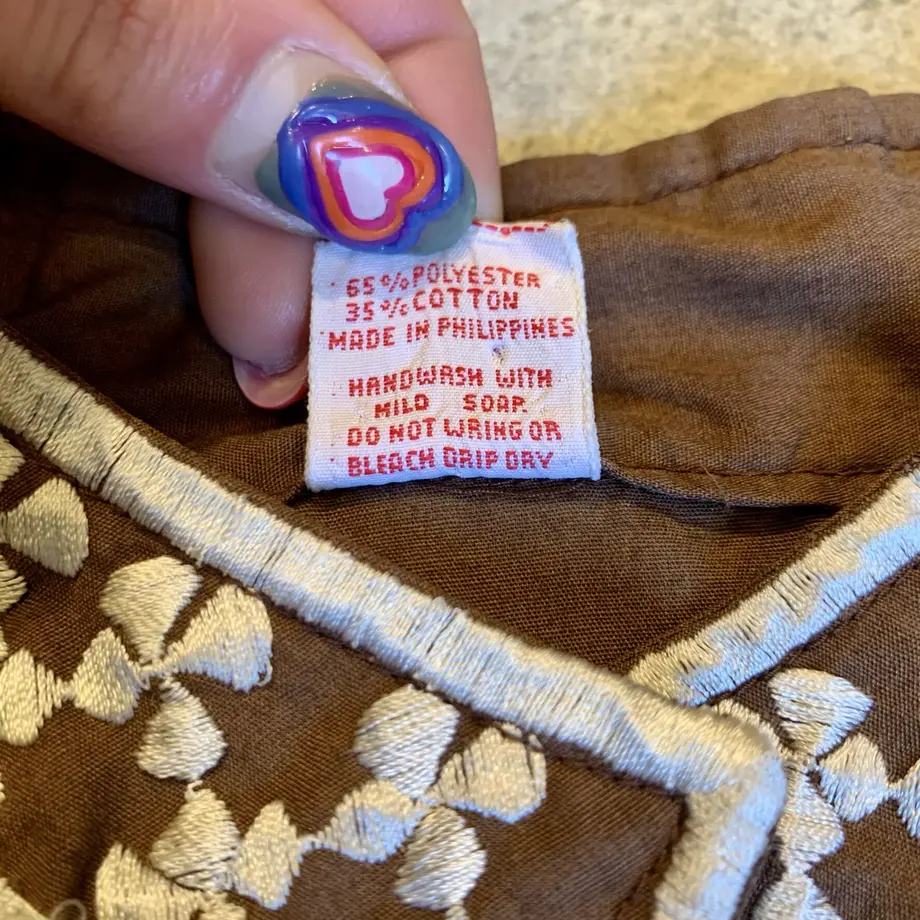 65% POLYESTER
35% COTTON
MADE IN PHILIPPINES
HANDWASH WITH
MILD SOAP.
DO NOT WRING OR
BLEACH DRIP DRY